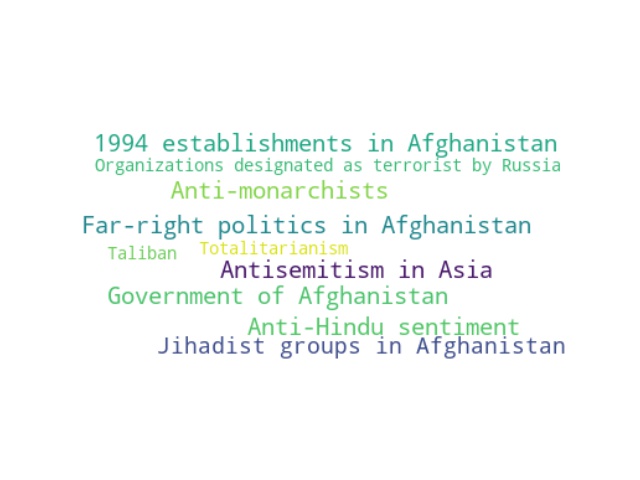 1994 establishments in Afghanistan
Organizations designated as terrorist by Russia
Anti-monarchists
Far-right politics in Afghanistan
Taliban
Totalitarianism
Antisemitism in Asia
Government of Afghanistan
Anti-Hindu sentiment
Jihadist groups in Afghanistan